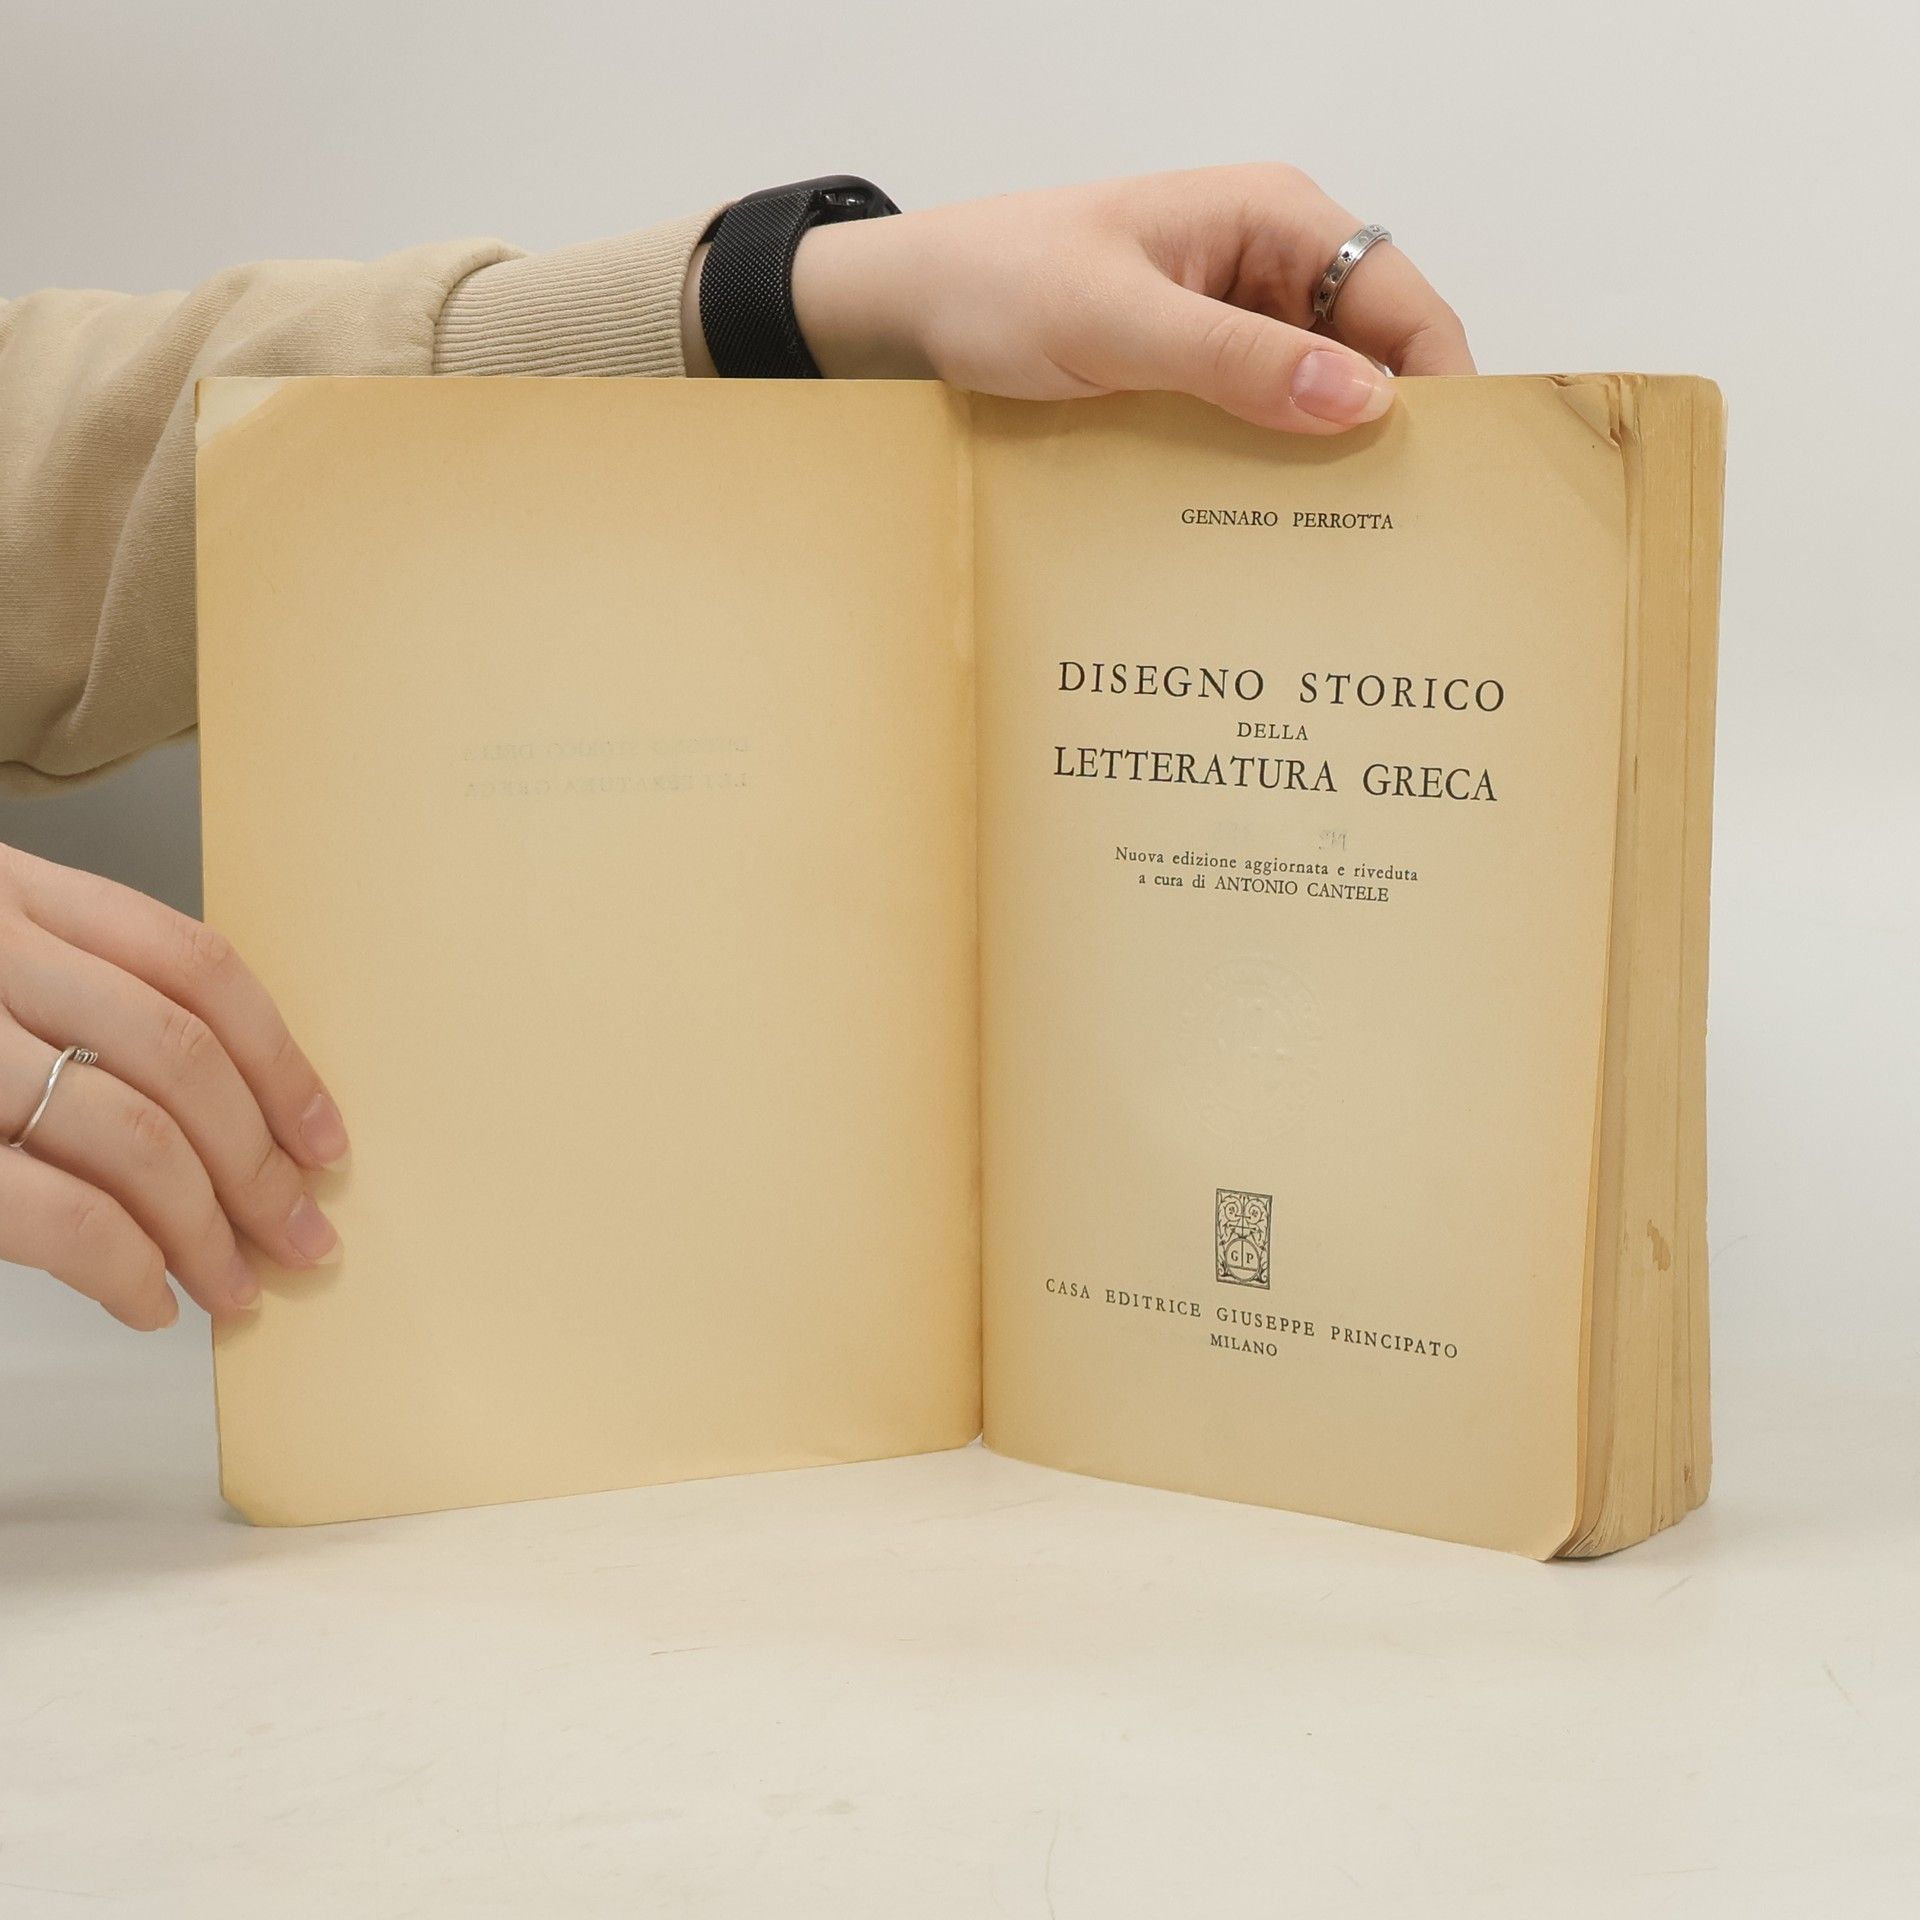 GENNARO PERROTTA
DISEGNO STORICO
DELLA
LETTERATURA GRECA
Nuova edizione aggiornata e riveduta
a cura di ANTONIO CANTELE
G P
CASA EDITRICE GIUSEPPE PRINCIPATO
MILANO